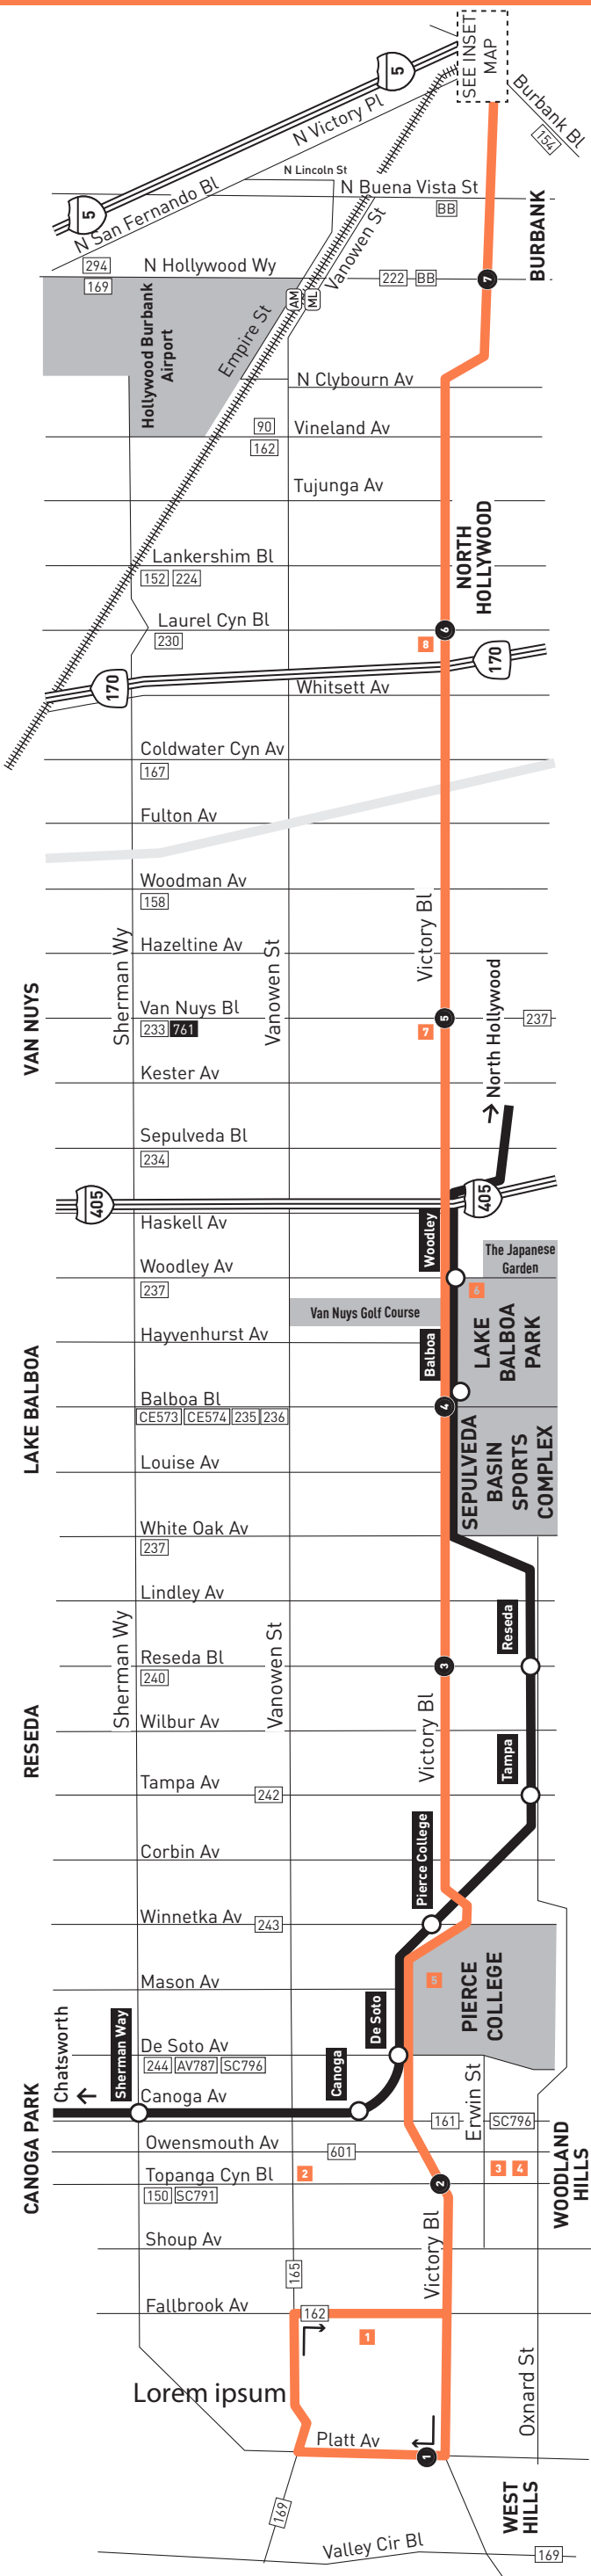 SEE INSET
MAP
5
N Victory Pl
Burbank Bl
154
N Lincoln St
N Buena Vista St
BB
5
N San Fernando Bl
Vanowen St
BURBANK
294
N Hollywood Wy
169
222
BB
7
AM
ML
Hollywood Burbank
Airport
Empire St
N Clybourn Av
90
Vineland Av
162
Tujunga Av
NORTH
HOLLYWOOD
Lankershim Bl
152
224
Laurel Cyn Bl
230
6
8
170
170
Whitsett Av
Coldwater Cyn Av
167
Fulton Av
Woodman Av
158
Victory Bl
Sherman Wy
Hazeltine Av
Vanowen St
North Hollywood
VAN NUYS
Van Nuys Bl
233
761
5
7
237
Kester Av
Sepulveda Bl
234
405
405
Haskell Av
Woodley
The Japanese
Garden
Woodley Av
237
6
Van Nuys Golf Course
LAKE
BALBOA
PARK
Hayvenhurst Av
Balboa
LAKE BALBOA
Balboa Bl
CE573
CE574
235
236
4
SEPULVEDA
BASIN
SPORTS
COMPLEX
Louise Av
White Oak Av
237
Lindley Av
Reseda
Sherman Wy
Vanowen St
Reseda Bl
240
3
RESEDA
Wilbur Av
Victory Bl
Tampa
Tampa Av
242
Corbin Av
Pierce College
Winnetka Av
243
5
PIERCE
COLLEGE
Mason Av
De Soto
Chatsworth
Sherman Way
De Soto Av
244
AV787
SC796
Canoga
Erwin St
CANOGA PARK
Canoga Av
161
SC796
Owensmouth Av
601
WOODLAND
HILLS
Topanga Cyn Bl
150
SC791
2
2
3
4
Shoup Av
Victory Bl
165
Fallbrook Av
162
1
Oxnard St
Lorem ipsum
Platt Av
1
169
WEST
HILLS
Valley Cir Bl
169